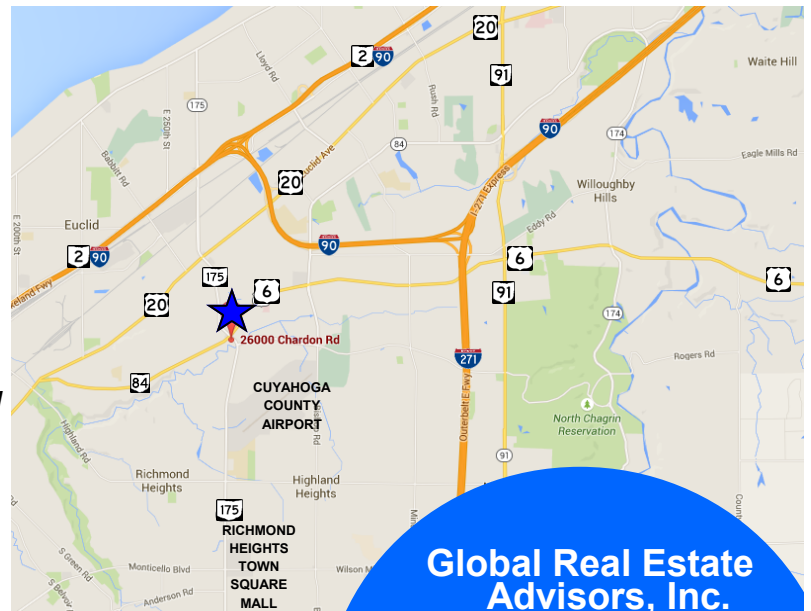 20
2
90
91
Waite Hill
Lloyd Rd
175
E 250th St
Rush Rd
90
84
174
Eagle Mills Rd
Babbitt Rd
Euclid Ave
I-271 Express
20
Willoughby
Hills
E 200th St
Euclid
Eddy Rd
90
2
90
6
175
6
91
6
20
eland Fwy
174
26000 Chardon Rd
271
Rogers Rd
84
CUYAHOGA
COUNTY
AIRPORT
Outerbelt E Fwy
North Chagrin
Reservation
Highland Rd
91
Richmond
Heights
Highland
Heights
175
RICHMOND
HEIGHTS
TOWN
SQUARE
MALL
S Green Rd
Monticello Blvd
Wilson M
Anderson Rd
S Belvoir
Global Real Estate
Advisors, Inc.